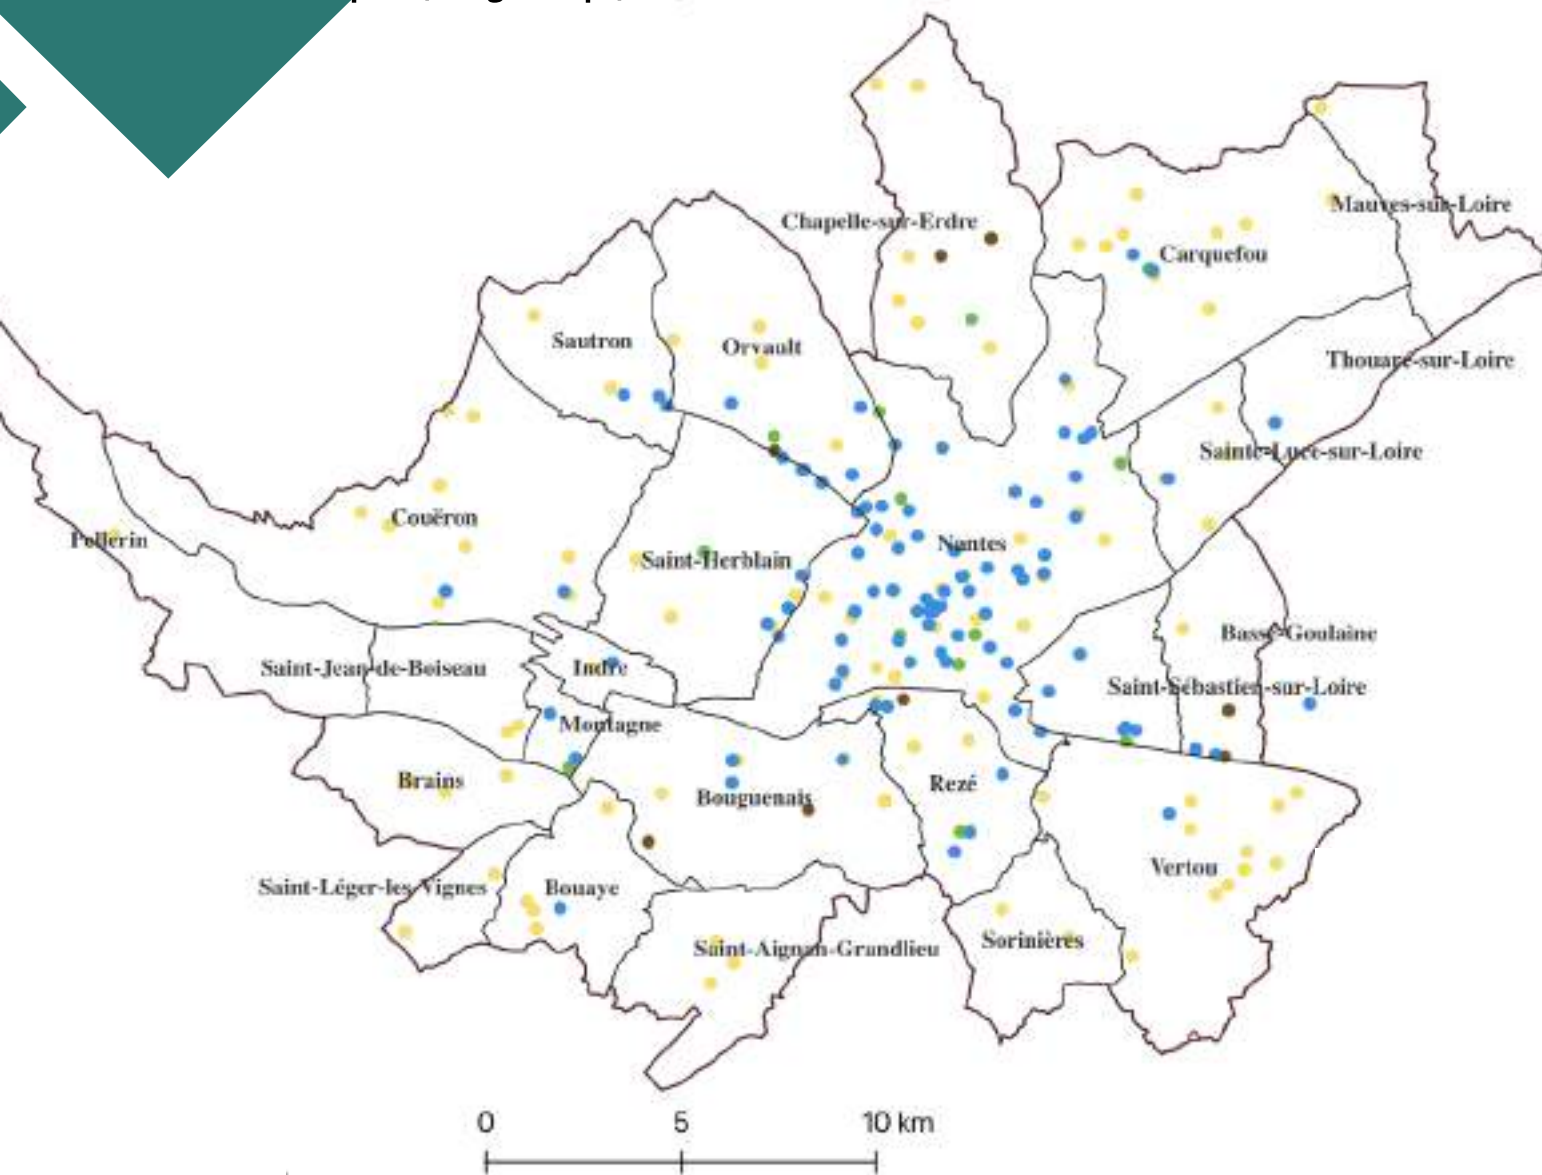 Chapelle-sur-Erdre
Mauves-sur-Loire
Carquefou
Sautron
Orvault
Thouaré-sur-Loire
Sainte-Luce-sur-Loire
Couëron
Pellerin
Saint-Herblain
Nantes
Basse-Goulaine
Saint-Jean-de-Boiseau
Indre
Saint-Sébastien-sur-Loire
Montagne
Brains
Bouguenais
Rezé
Vertou
Saint-Léger-les-Vignes
Bouaye
Saint-Aignan-Grandlieu
Sorinières
0 5 10 km